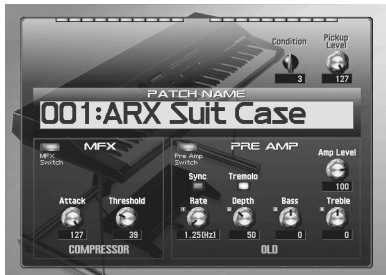 Condition
Pickup
Level
3
127
PATCH NAME
001:ARX Suit Case
MFX
MFX
Switch
Attack
Threshold
127
39
COMPRESSOR
PRE AMP
Pre Amp
Switch
Sync
Tremolo
Amp Level
100
Rate
Depth
Bass
Treble
1.25[Hz]
50
0
0
OLD